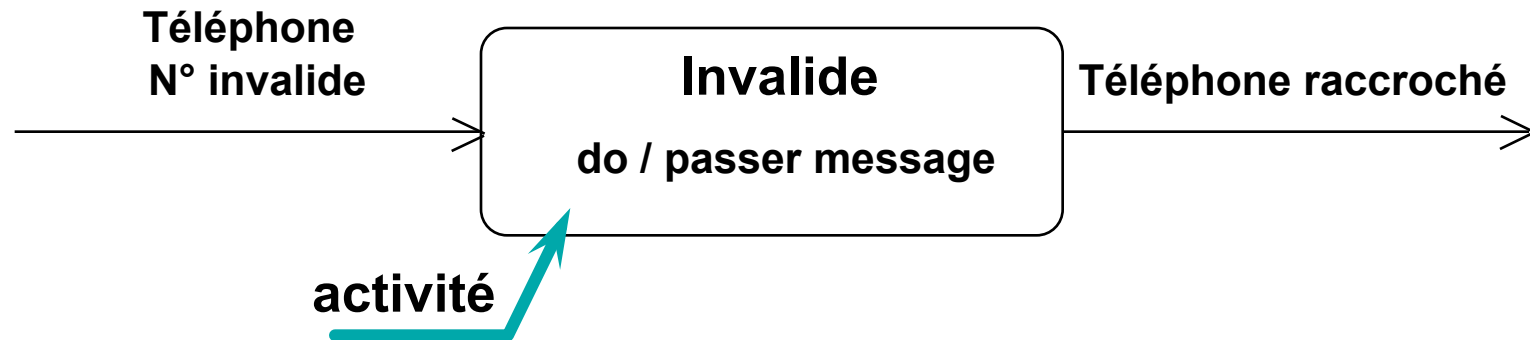 Téléphone
N° invalide
Invalide
do / passer message
Téléphone raccroché
activité